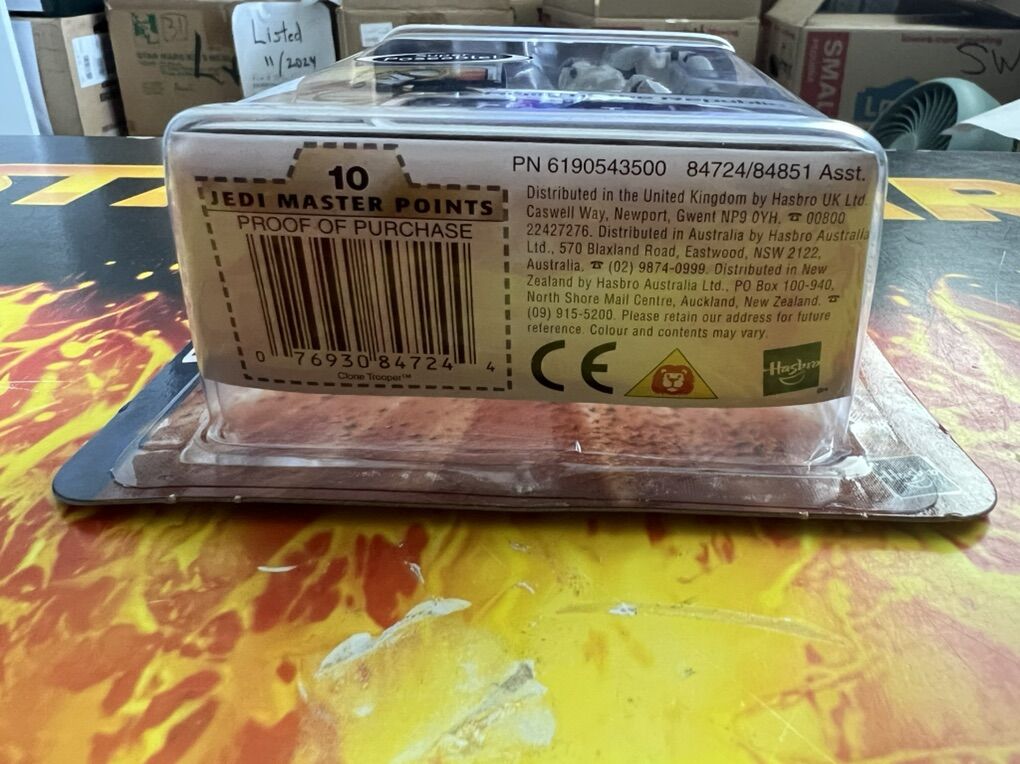 Listed
11/2024
SMAL
SW
10
JEDI MASTER POINTS
PROOF OF PURCHASE
0 76930 84724 4
Clone Trooper™
PN 6190543500 84724/84851 Asst.
Distributed in the United Kingdom by Hasbro UK Ltd.
Caswell Way, Newport, Gwent NP9 0YH. ☎ 00800
22427276. Distributed in Australia by Hasbro Australia
Ltd., 570 Blaxland Road, Eastwood, NSW 2122,
Australia. ☎ (02) 9874-0999. Distributed in New
Zealand by Hasbro Australia Ltd., PO Box 100-940,
North Shore Mail Centre, Auckland, New Zealand. ☎
(09) 915-5200. Please retain our address for future
reference. Colour and contents may vary.
CE
Hasbro